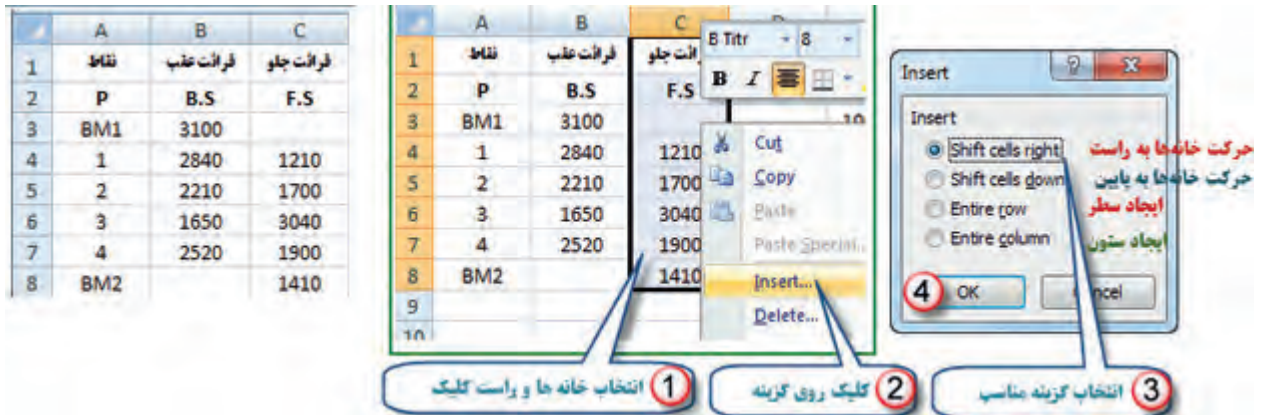 A B C
1 نقاط قرائت عقب قرائت جلو
2 P B.S F.S
3 BM1 3100
4 1 2840 1210
5 2 2210 1700
6 3 1650 3040
7 4 2520 1900
8 BM2 1410
A B C
1 نقاط قرائت عقب
2 P B.S F.S
3 BM1 3100
4 1 2840 1210
5 2 2210 1700
6 3 1650 3040
7 4 2520 1900
8 BM2 1410
9
10
B Titr 8
B I
Cut
Copy
Paste
Paste Special...
Insert...
Delete...
Insert
Insert
Shift cells right حرکت خانه‌ها به راست
Shift cells down حرکت خانه‌ها به پایین
Entire row ایجاد سطر
Entire column ایجاد ستون
4 OK
1 انتخاب خانه ها و راست کلیک
2 کلیک روی گزینه
3 انتخاب گزینه مناسب